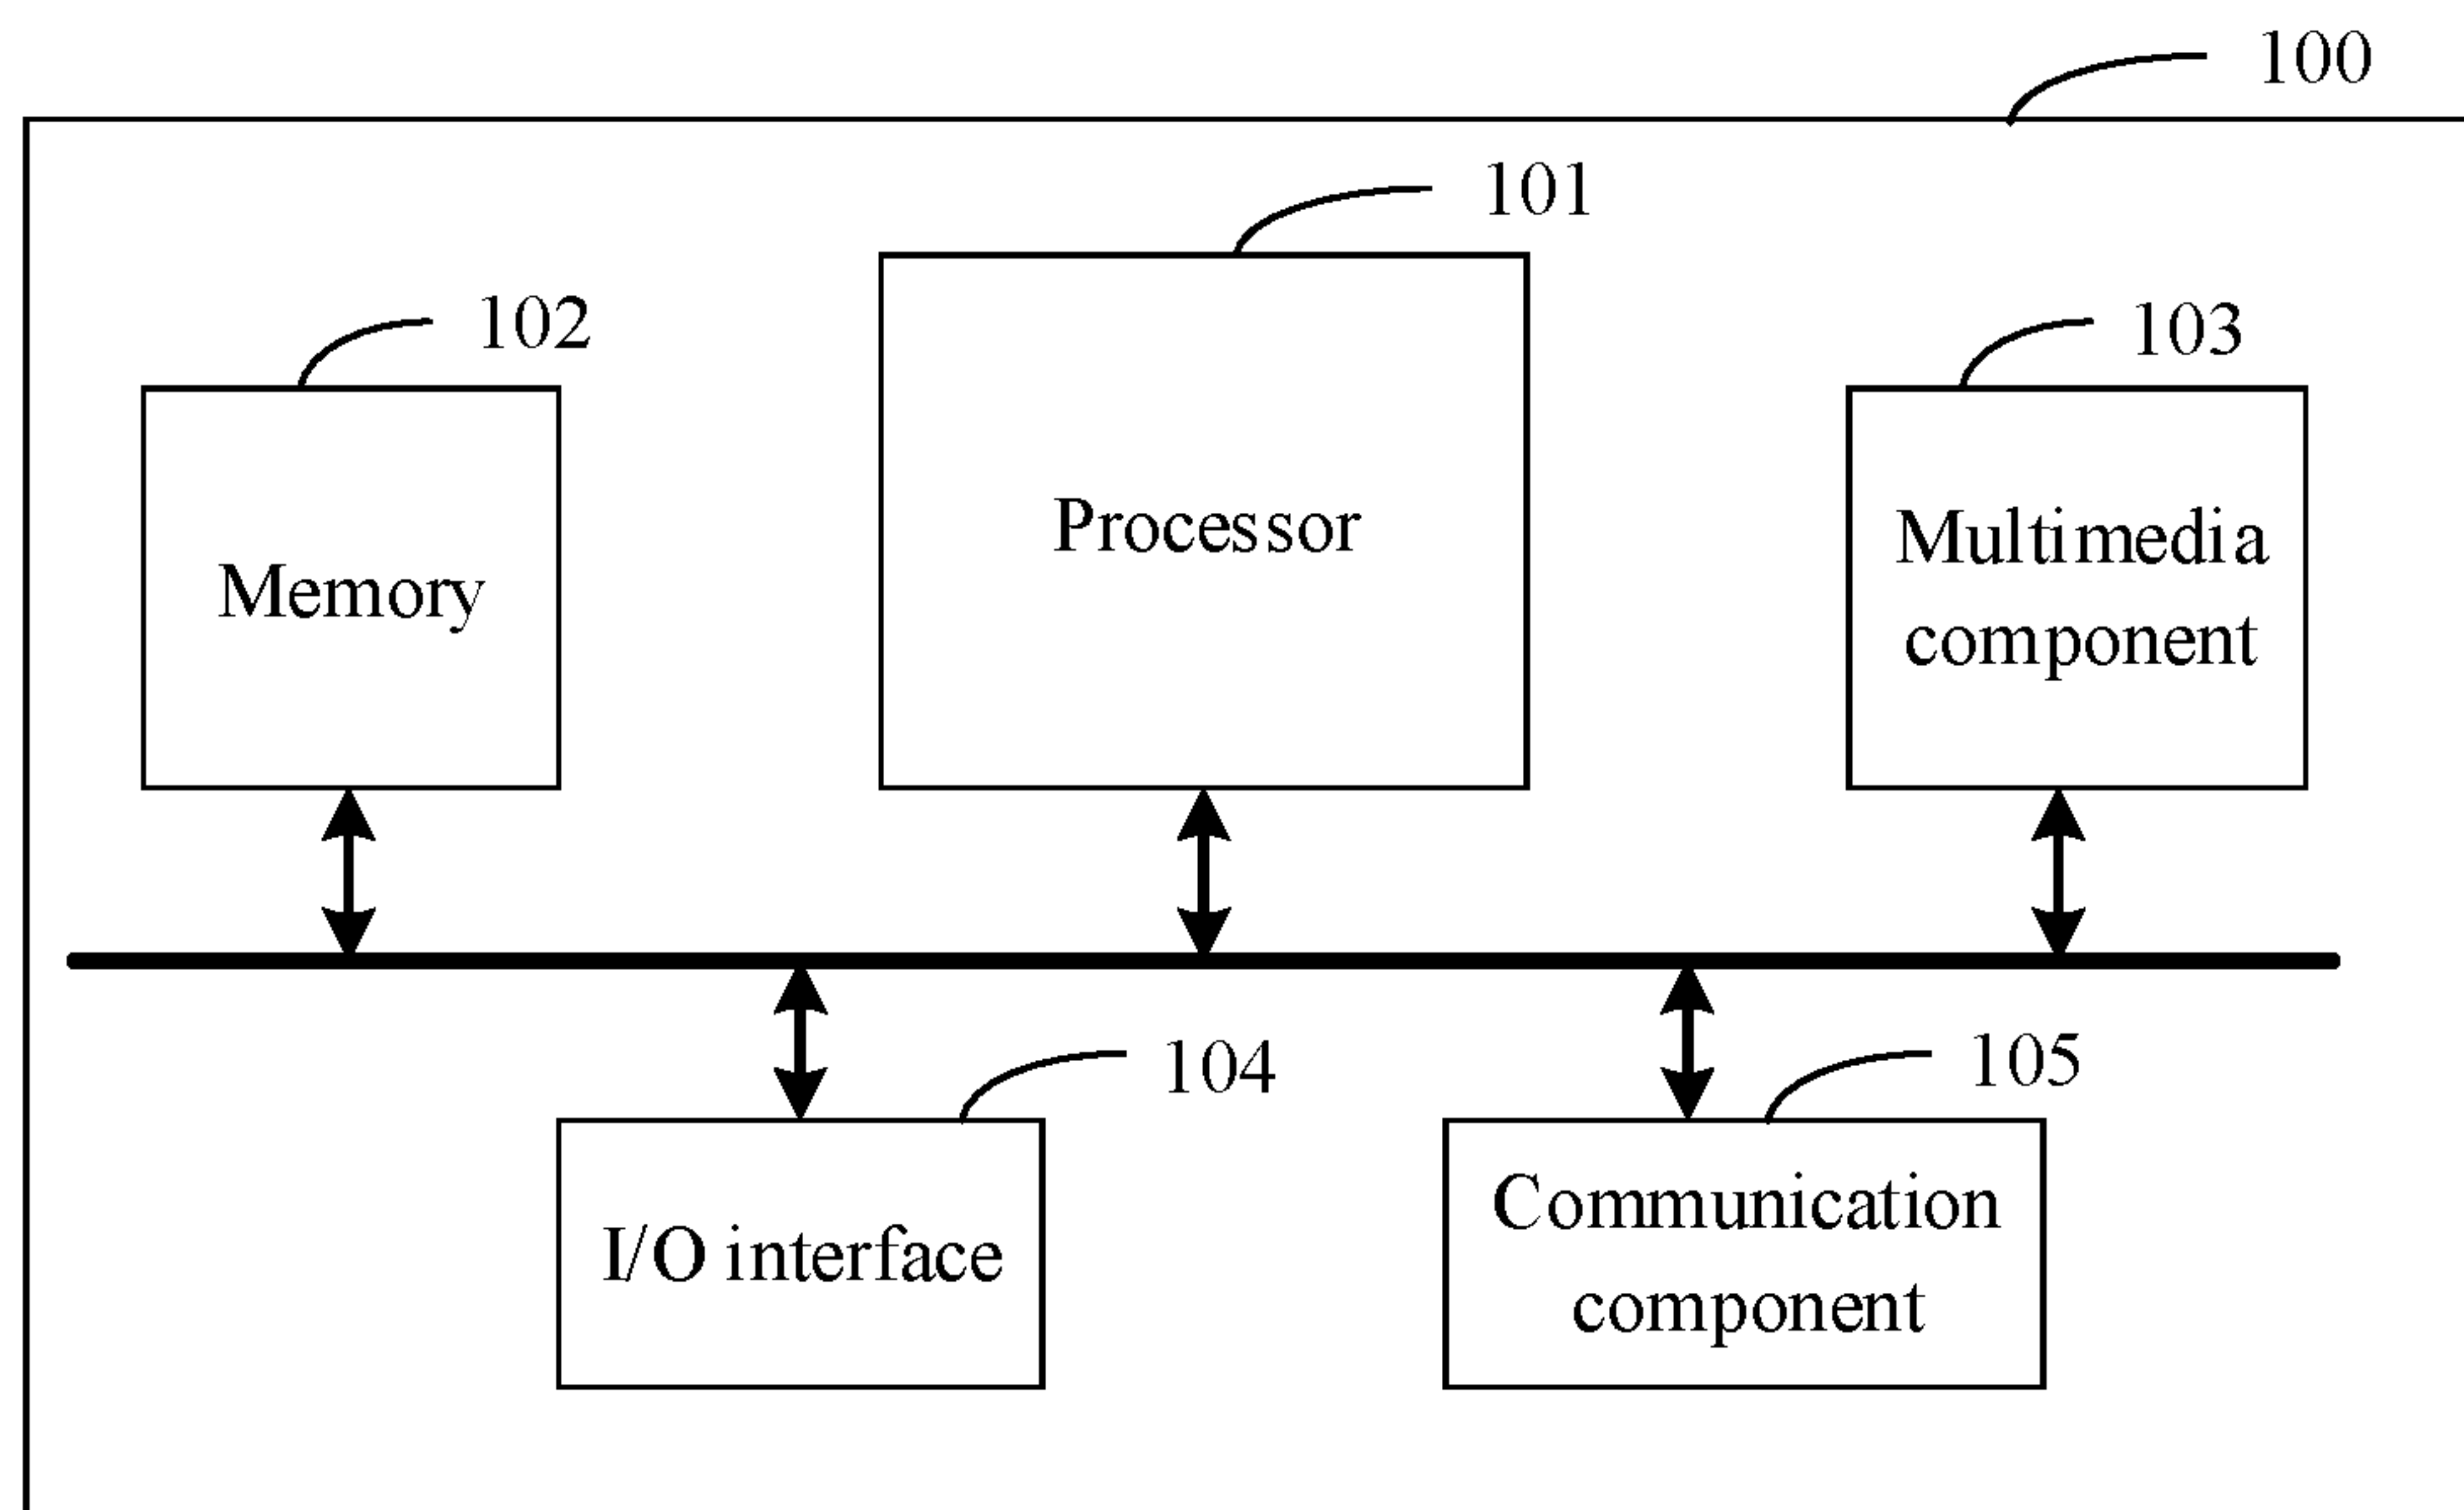 100
101
102
103
Processor
Memory
Multimedia
component
104
105
I/O interface
Communication
component